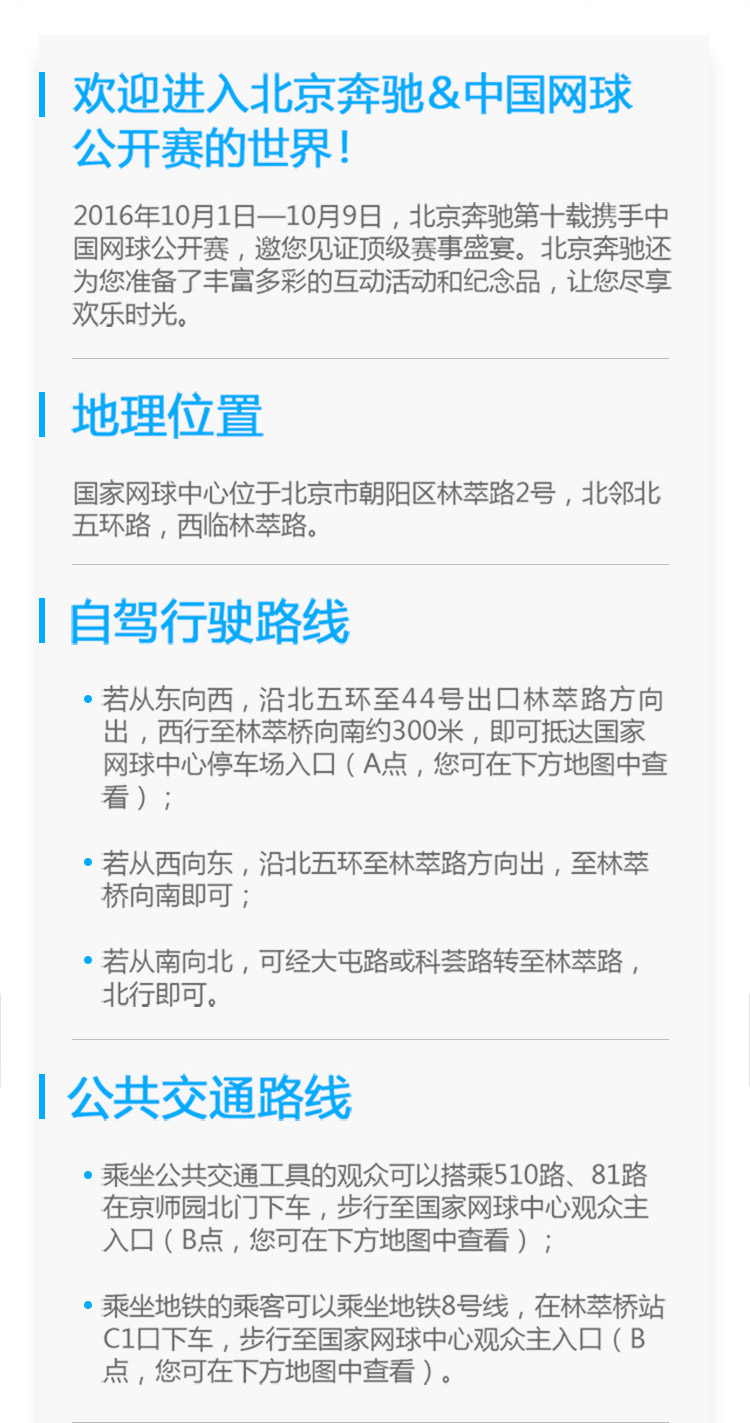 欢迎进入北京奔驰&中国网球
公开赛的世界！
2016年10月1日—10月9日，北京奔驰第十载携手中
国网球公开赛，邀您见证顶级赛事盛宴。北京奔驰还
为您准备了丰富多彩的互动活动和纪念品，让您尽享
欢乐时光。
地理位置
国家网球中心位于北京市朝阳区林萃路2号，北邻北
五环路，西临林萃路。
自驾行驶路线
• 若从东向西，沿北五环至44号出口林萃路方向
出，西行至林萃桥向南约300米，即可抵达国家
网球中心停车场入口（A点，您可在下方地图中查
看）；
• 若从西向东，沿北五环至林萃路方向出，至林萃
桥向南即可；
• 若从南向北，可经大屯路或科荟路转至林萃路，
北行即可。
公共交通路线
• 乘坐公共交通工具的观众可以搭乘510路、81路
在京师园北门下车，步行至国家网球中心观众主
入口（B点，您可在下方地图中查看）；
• 乘坐地铁的乘客可以乘坐地铁8号线，在林萃桥站
C1口下车，步行至国家网球中心观众主入口（B
点，您可在下方地图中查看）。